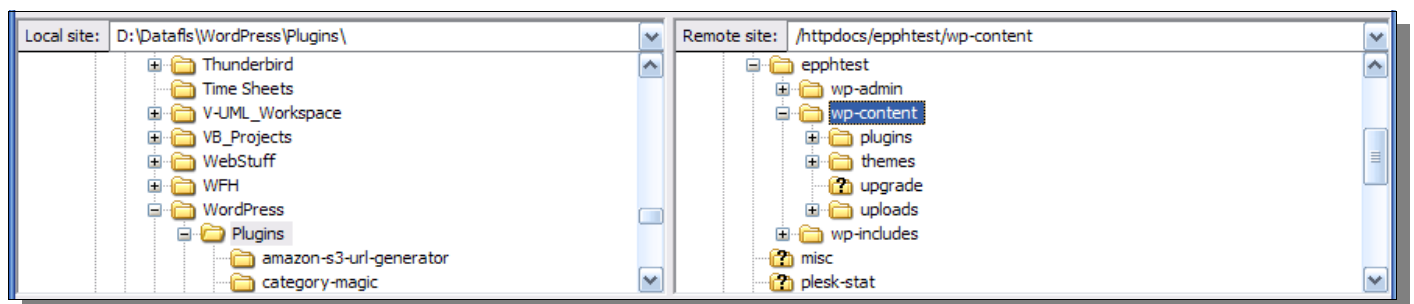 Local site: D:\Datafls\WordPress\Plugins\
Thunderbird
Time Sheets
V-UML_Workspace
VB_Projects
WebStuff
WFH
WordPress
Plugins
amazon-s3-url-generator
category-magic
Remote site: /httpdocs/epphtest/wp-content
epphtest
wp-admin
wp-content
plugins
themes
upgrade
uploads
wp-includes
misc
plesk-stat